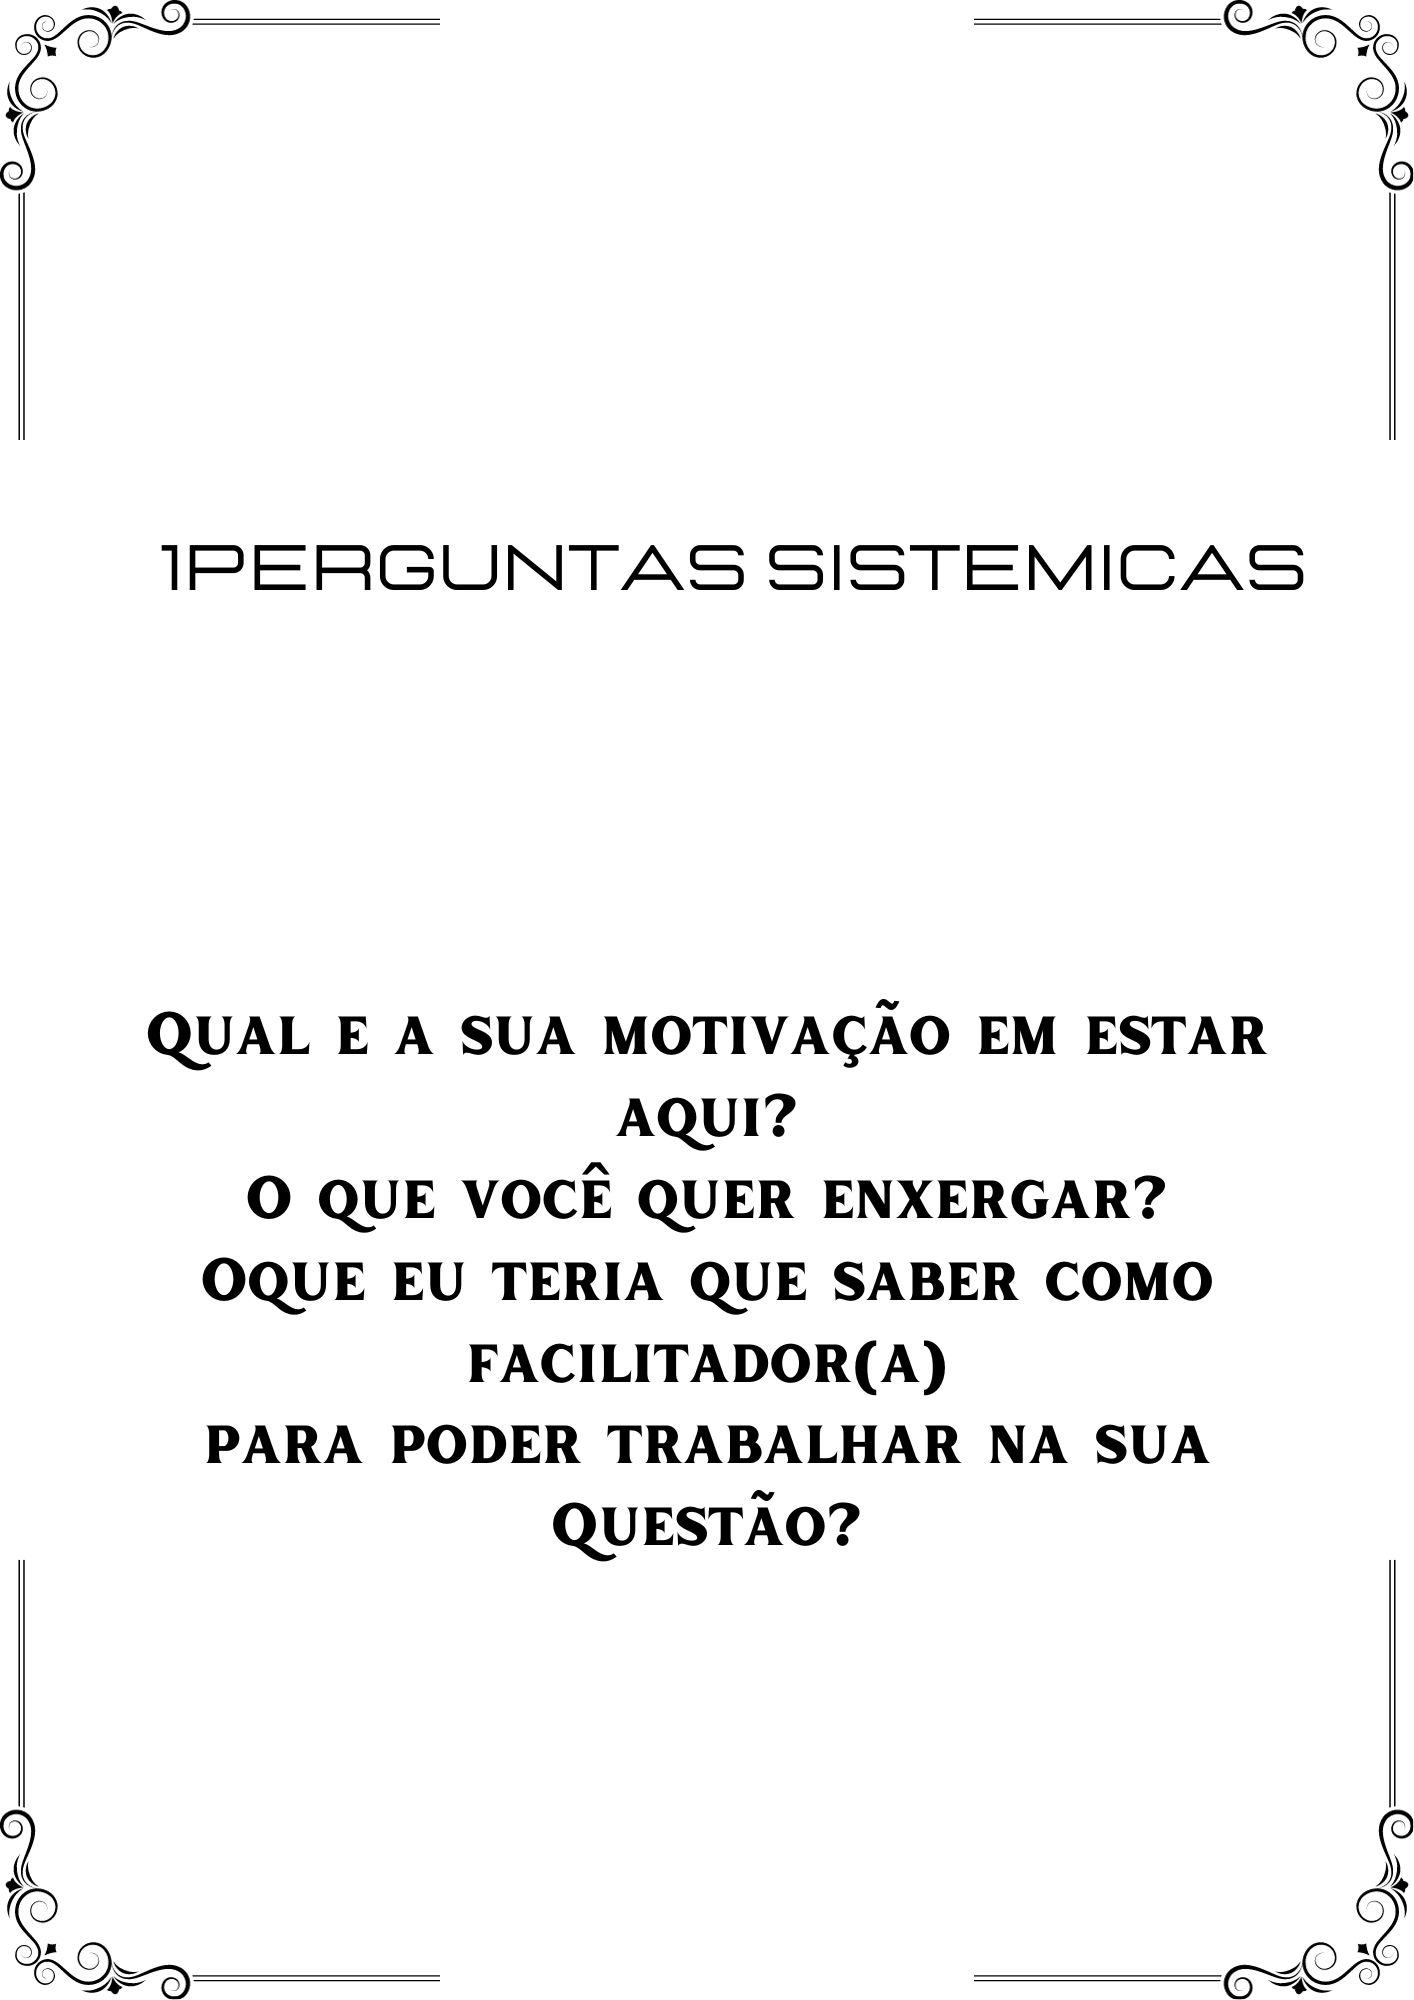 1PERGUNTAS SISTEMICAS
Qual e a sua motivação em estar
aqui?
O que você quer enxergar?
Oque eu teria que saber como
facilitador(a)
para poder trabalhar na sua
Questão?